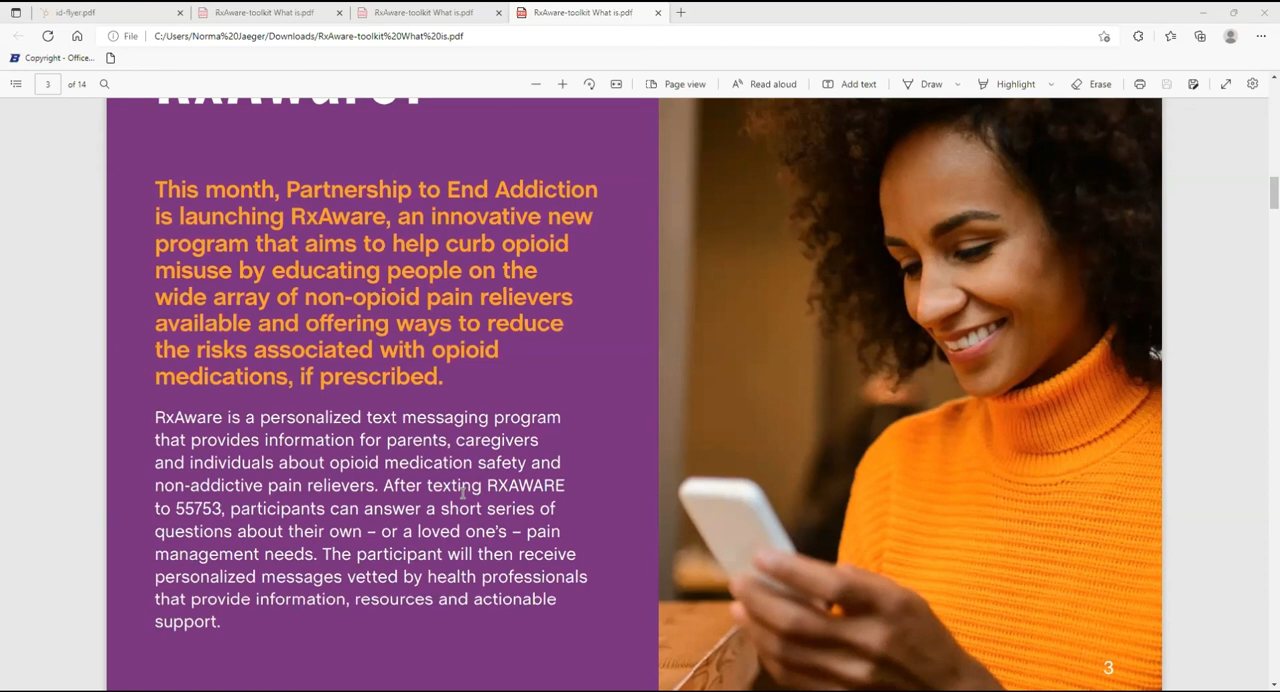 xd-flyer.pdf
RxAware-toolkit What is.pdf
RxAware-toolkit What is.pdf
RxAware-toolkit What is.pdf
File
C:/Users/Norma%20Jaeger/Downloads/RxAware-toolkit%20What%20is.pdf
Copyright - Office...
3 of 14
Page view
Read aloud
Add text
Draw
Highlight
Erase
RxAware?
This month, Partnership to End Addiction
is launching RxAware, an innovative new
program that aims to help curb opioid
misuse by educating people on the
wide array of non-opioid pain relievers
available and offering ways to reduce
the risks associated with opioid
medications, if prescribed.
RxAware is a personalized text messaging program
that provides information for parents, caregivers
and individuals about opioid medication safety and
non-addictive pain relievers. After texting RXAWARE
to 55753, participants can answer a short series of
questions about their own – or a loved one's – pain
management needs. The participant will then receive
personalized messages vetted by health professionals
that provide information, resources and actionable
support.
3